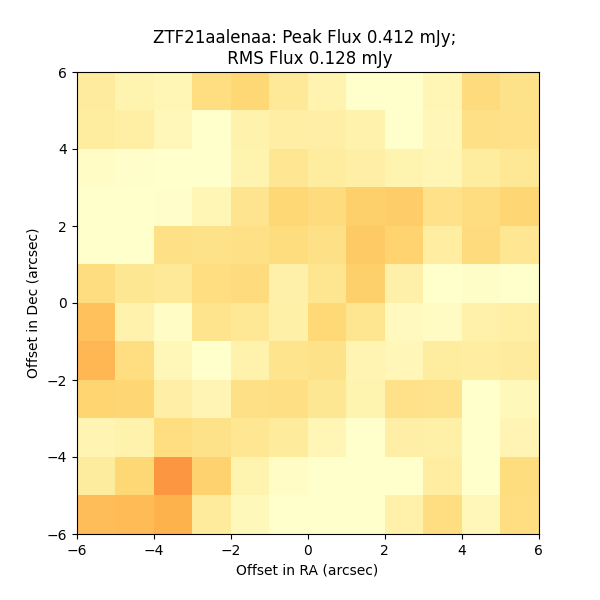 ZTF21aalenaa: Peak Flux 0.412 mJy;
RMS Flux 0.128 mJy
6
4
2
0
−2
−4
−6
Offset in Dec (arcsec)
−6 −4 −2 0 2 4 6
Offset in RA (arcsec)